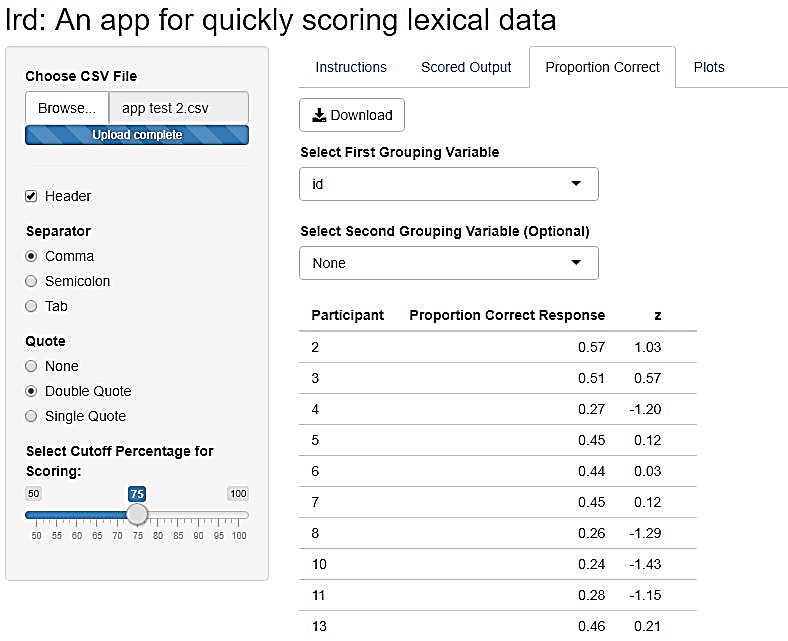 lrd: An app for quickly scoring lexical data
Choose CSV File
Browse...
app test 2.csv
Upload complete
Header
Separator
Comma
Semicolon
Tab
Quote
None
Double Quote
Single Quote
Select Cutoff Percentage for
Scoring:
50 75 100
50 55 60 65 70 75 80 85 90 95 100
Instructions Scored Output Proportion Correct Plots
Download
Select First Grouping Variable
id
Select Second Grouping Variable (Optional)
None
Participant Proportion Correct Response z
2 0.57 1.03
3 0.51 0.57
4 0.27 -1.20
5 0.45 0.12
6 0.44 0.03
7 0.45 0.12
8 0.26 -1.29
10 0.24 -1.43
11 0.28 -1.15
13 0.46 0.21